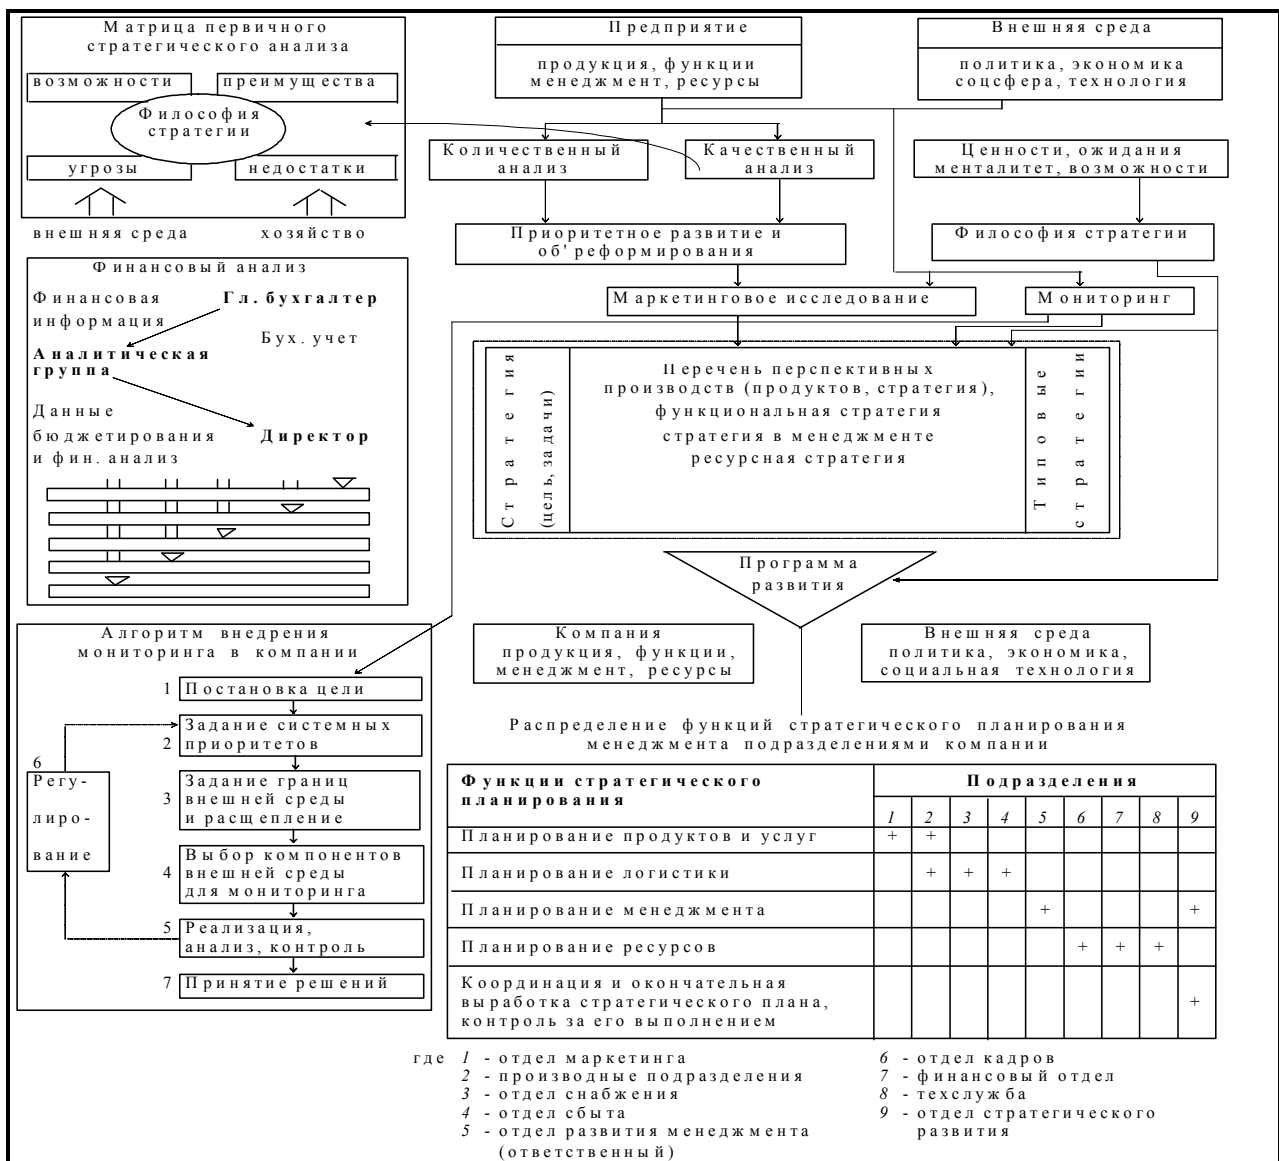 Матрица первичного
стратегического анализа
возможности
преимущества
Философия
стратегии
угрозы
недостатки
внешняя среда
хозяйство
Предприятие
продукция, функции
менеджмент, ресурсы
Внешняя среда
политика, экономика
соцсфера, технология
Количественный
анализ
Качественный
анализ
Ценности, ожидания
менталитет, возможности
Приоритетное развитие и
об'реформирования
Философия стратегии
Маркетинговое исследование
Мониторинг
Финансовый анализ
Финансовая
информация
Гл. бухгалтер
Бух. учет
Аналитическая
группа
Данные
бюджетирования
и фин. анализ
Директор
Стратегия
(цель, задачи)
Перечень перспективных
производств (продуктов, стратегия),
функциональная стратегия
стратегия в менеджменте
ресурсная стратегия
Типовые
стратегии
Программа
развития
Компания
продукция, функции,
менеджмент, ресурсы
Внешняя среда
политика, экономика,
социальная технология
Алгоритм внедрения
мониторинга в компании
1 Постановка цели
Задание системных
2 приоритетов
Задание границ
3 внешней среды
и расщепление
Выбор компонентов
4 внешней среды
для мониторинга
5 Реализация,
анализ, контроль
7 Принятие решений
6
Регу-
лиро-
вание
Распределение функций стратегического планирования
менеджмента подразделениями компании
Функции стратегического
планирования
Подразделения
1 2 3 4 5 6 7 8 9
Планирование продуктов и услуг + +
Планирование логистики + + +
Планирование менеджмента + +
Планирование ресурсов + + +
Координация и окончательная
выработка стратегического плана, +
контроль за его выполнением
где 1 - отдел маркетинга
2 - производные подразделения
3 - отдел снабжения
4 - отдел сбыта
5 - отдел развития менеджмента
(ответственный)
6 - отдел кадров
7 - финансовый отдел
8 - техслужба
9 - отдел стратегического
развития